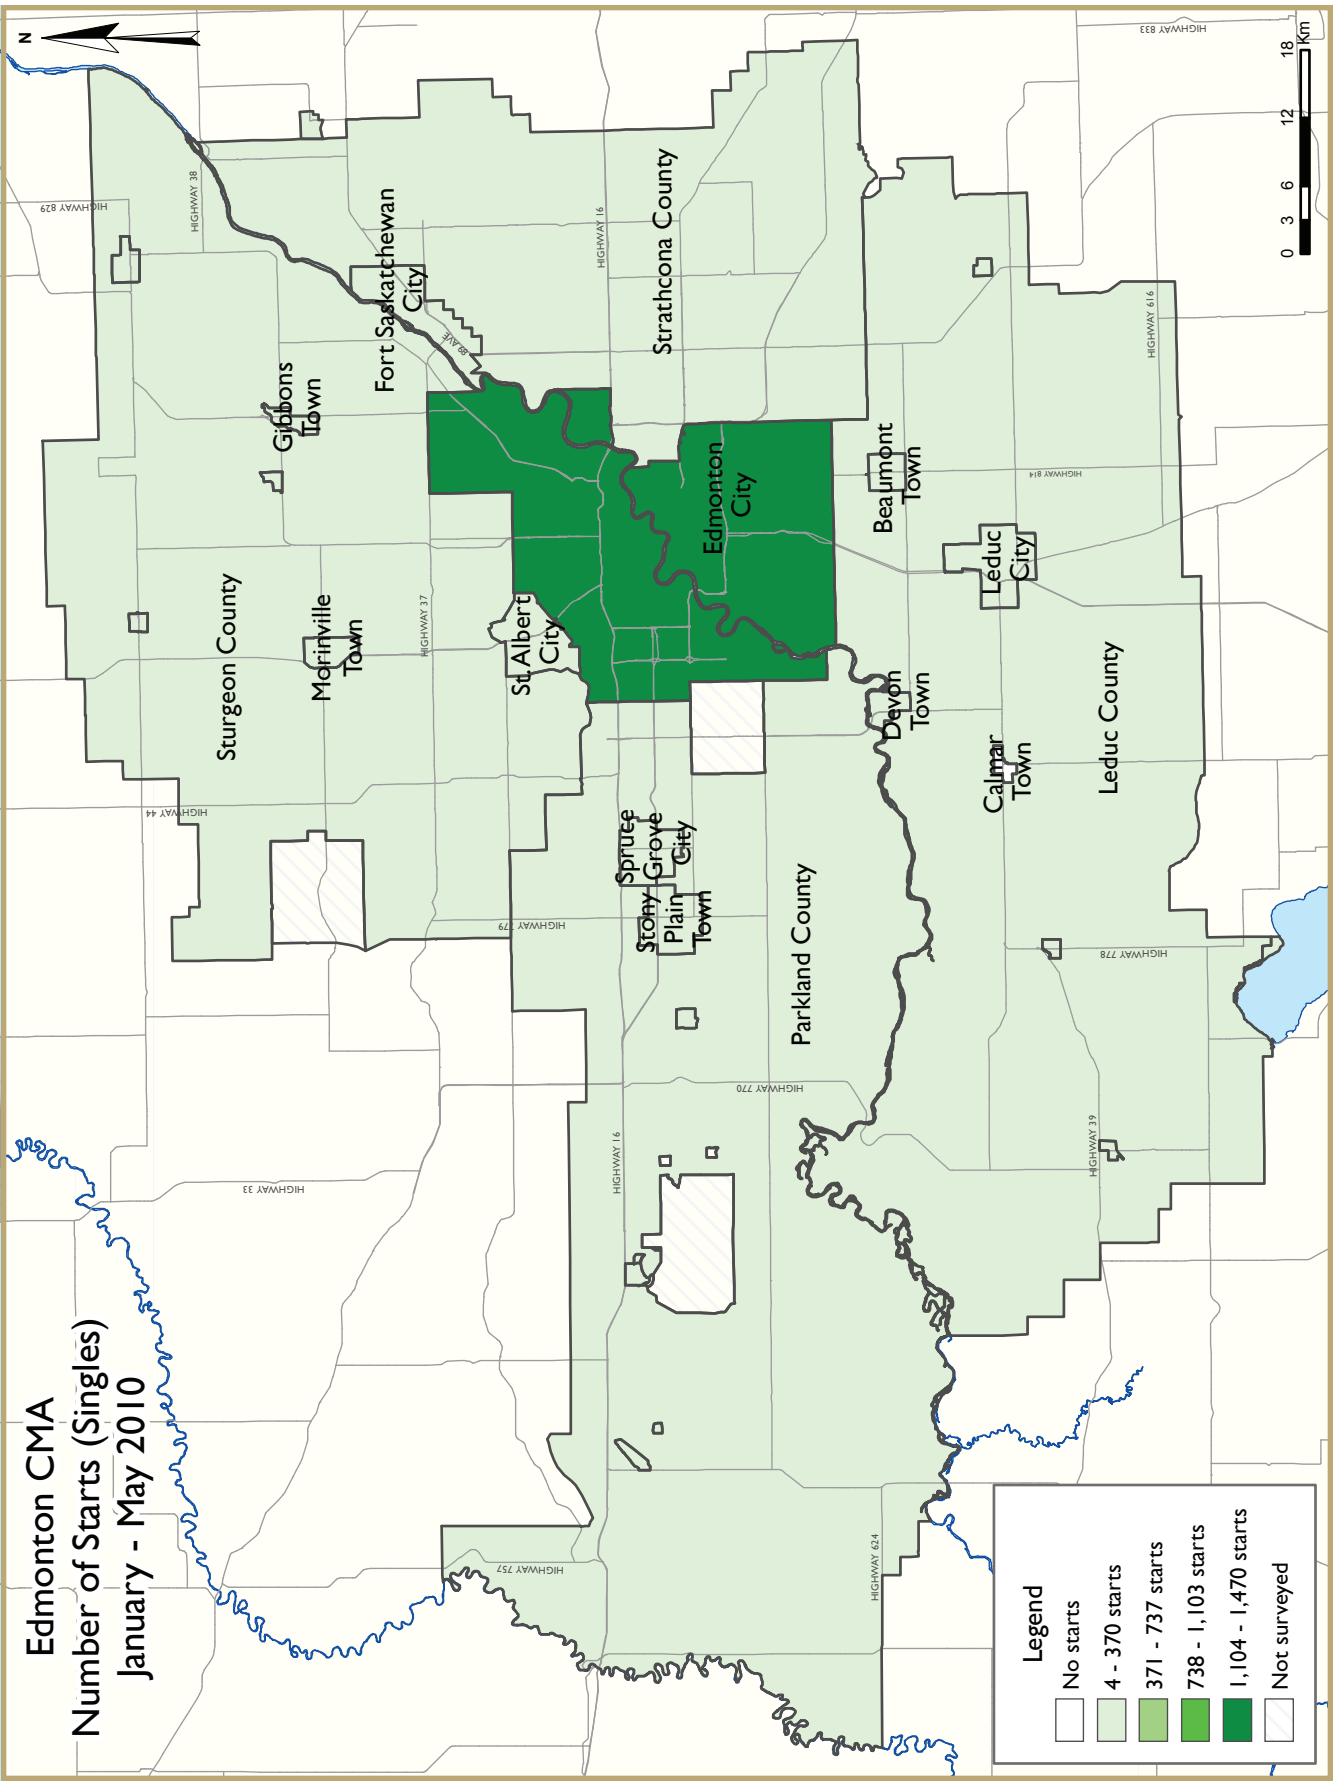 Edmonton CMA
Number of Starts (Singles)
January - May 2010
N
HIGHWAY 829
HIGHWAY 38
HIGHWAY 833
Fort Saskatchewan
City
HIGHWAY 16
Strathcona County
89 AVE
Gibbons
Town
HIGHWAY 616
Edmonton
City
Beaumont
Town
HIGHWAY 814
Sturgeon County
Morinville
Town
HIGHWAY 37
St. Albert
City
Leduc
City
Devon
Town
Calmar
Town
Leduc County
HIGHWAY 44
Spruce
Grove
City
Stony
Plain
Town
HIGHWAY 779
Parkland County
HIGHWAY 778
HIGHWAY 770
HIGHWAY 16
HIGHWAY 39
HIGHWAY 33
HIGHWAY 757
HIGHWAY 624
0 3 6 12 18
Km
Legend
No starts
4 - 370 starts
371 - 737 starts
738 - 1,103 starts
1,104 - 1,470 starts
Not surveyed